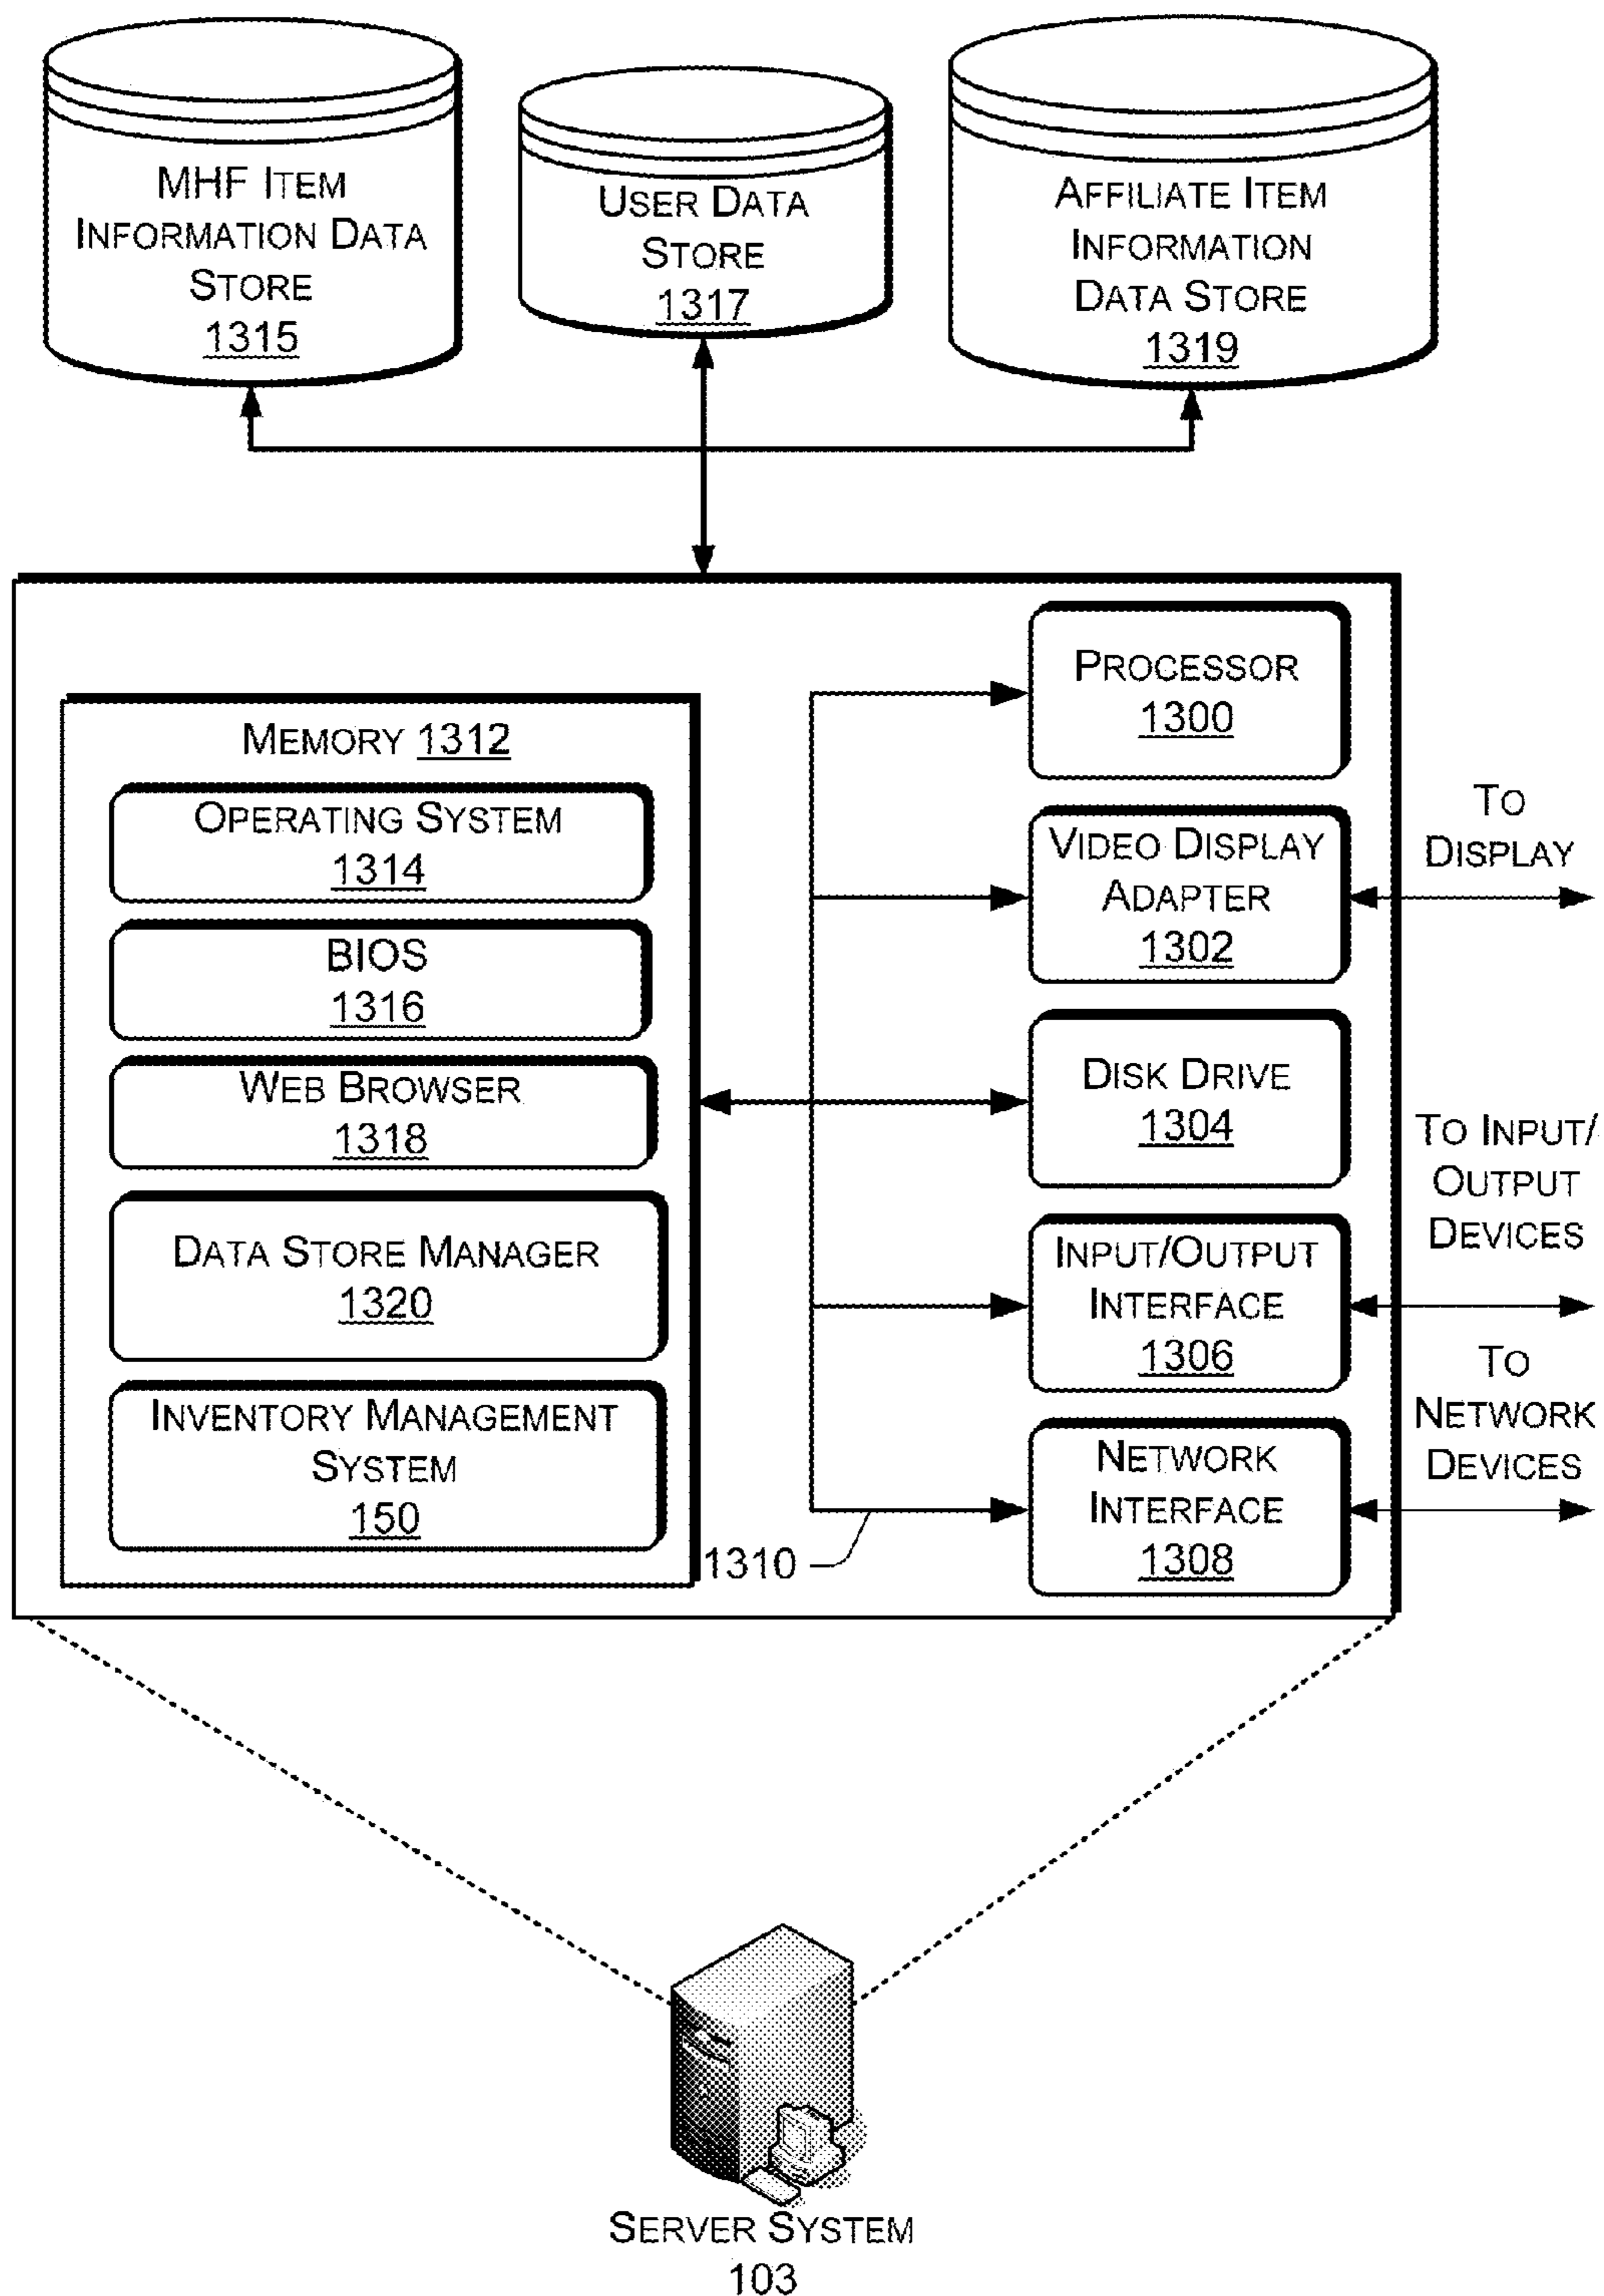 MHF ITEM
INFORMATION DATA
STORE
1315
USER DATA
STORE
1317
AFFILIATE ITEM
INFORMATION
DATA STORE
1319
MEMORY 1312
OPERATING SYSTEM
1314
BIOS
1316
WEB BROWSER
1318
DATA STORE MANAGER
1320
INVENTORY MANAGEMENT
SYSTEM
150
PROCESSOR
1300
VIDEO DISPLAY
ADAPTER
1302
DISK DRIVE
1304
INPUT/OUTPUT
INTERFACE
1306
NETWORK
INTERFACE
1308
1310
TO
DISPLAY
TO INPUT/
OUTPUT
DEVICES
TO
NETWORK
DEVICES
SERVER SYSTEM
103